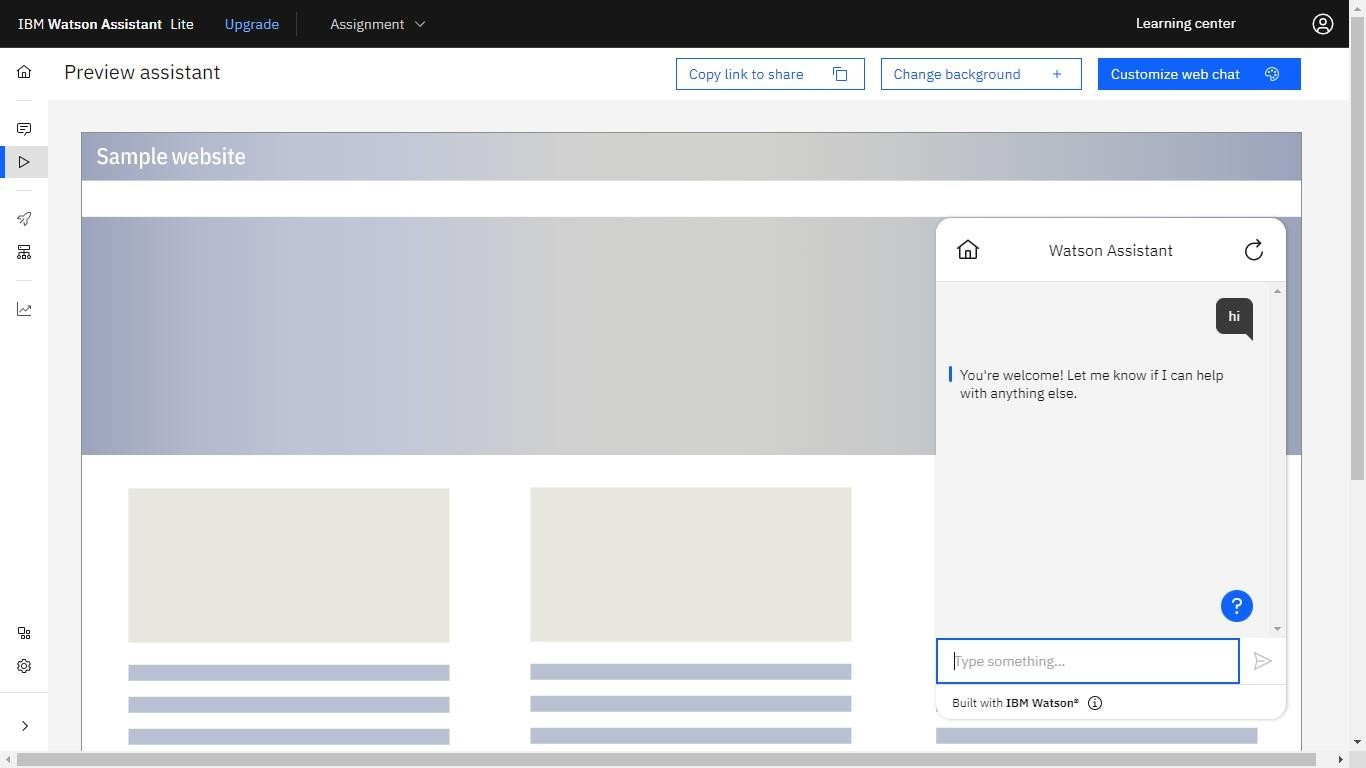 IBM Watson Assistant Lite Upgrade Assignment Learning center
Preview assistant Copy link to share Change background + Customize web chat
Sample website
Watson Assistant
hi
You're welcome! Let me know if I can help
with anything else.
?
Type something...
Built with IBM Watson®